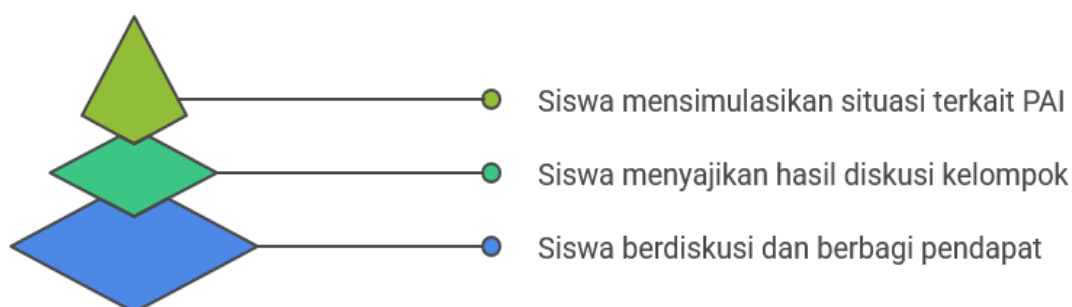 Siswa mensimulasikan situasi terkait PAI
Siswa menyajikan hasil diskusi kelompok
Siswa berdiskusi dan berbagi pendapat